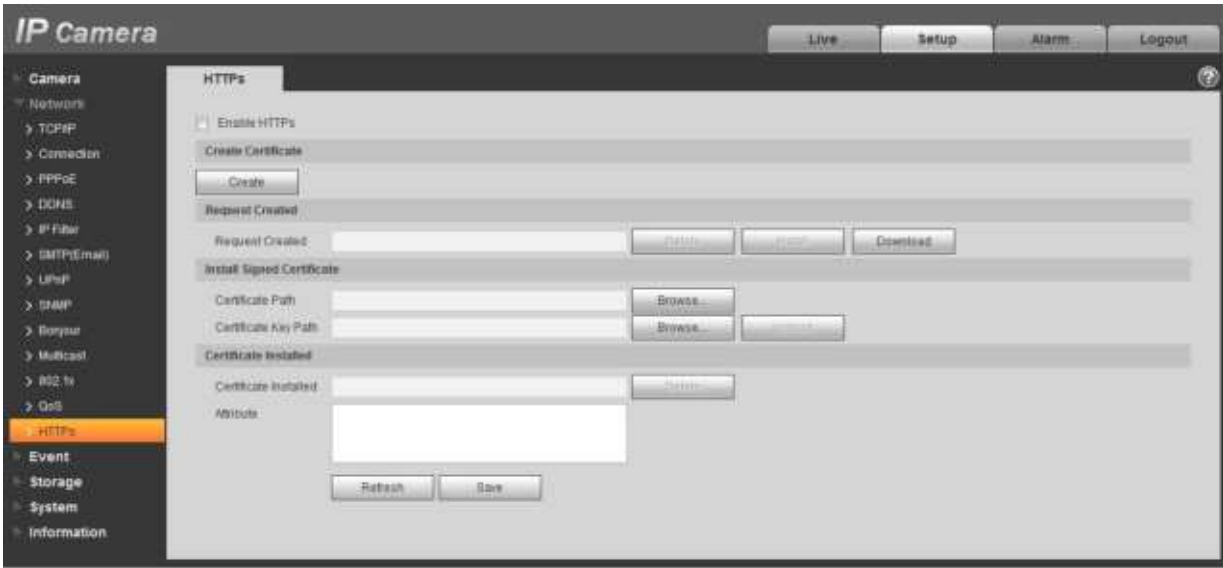 IP Camera
Live Setup Alarm Logout
Camera
Network
TCP/IP
Connection
PPPoE
DDNS
IP Filter
SMTP(Email)
UPnP
SNMP
Bonjour
Multicast
802.1x
QoS
HTTPs
Event
Storage
System
Information
HTTPs
Enable HTTPs
Create Certificate
Create
Request Created
Request Created Delete Install Download
Install Signed Certificate
Certificate Path Browse...
Certificate Key Path Browse...
Certificate Installed
Certificate Installed Delete
Attribute
Refresh Save